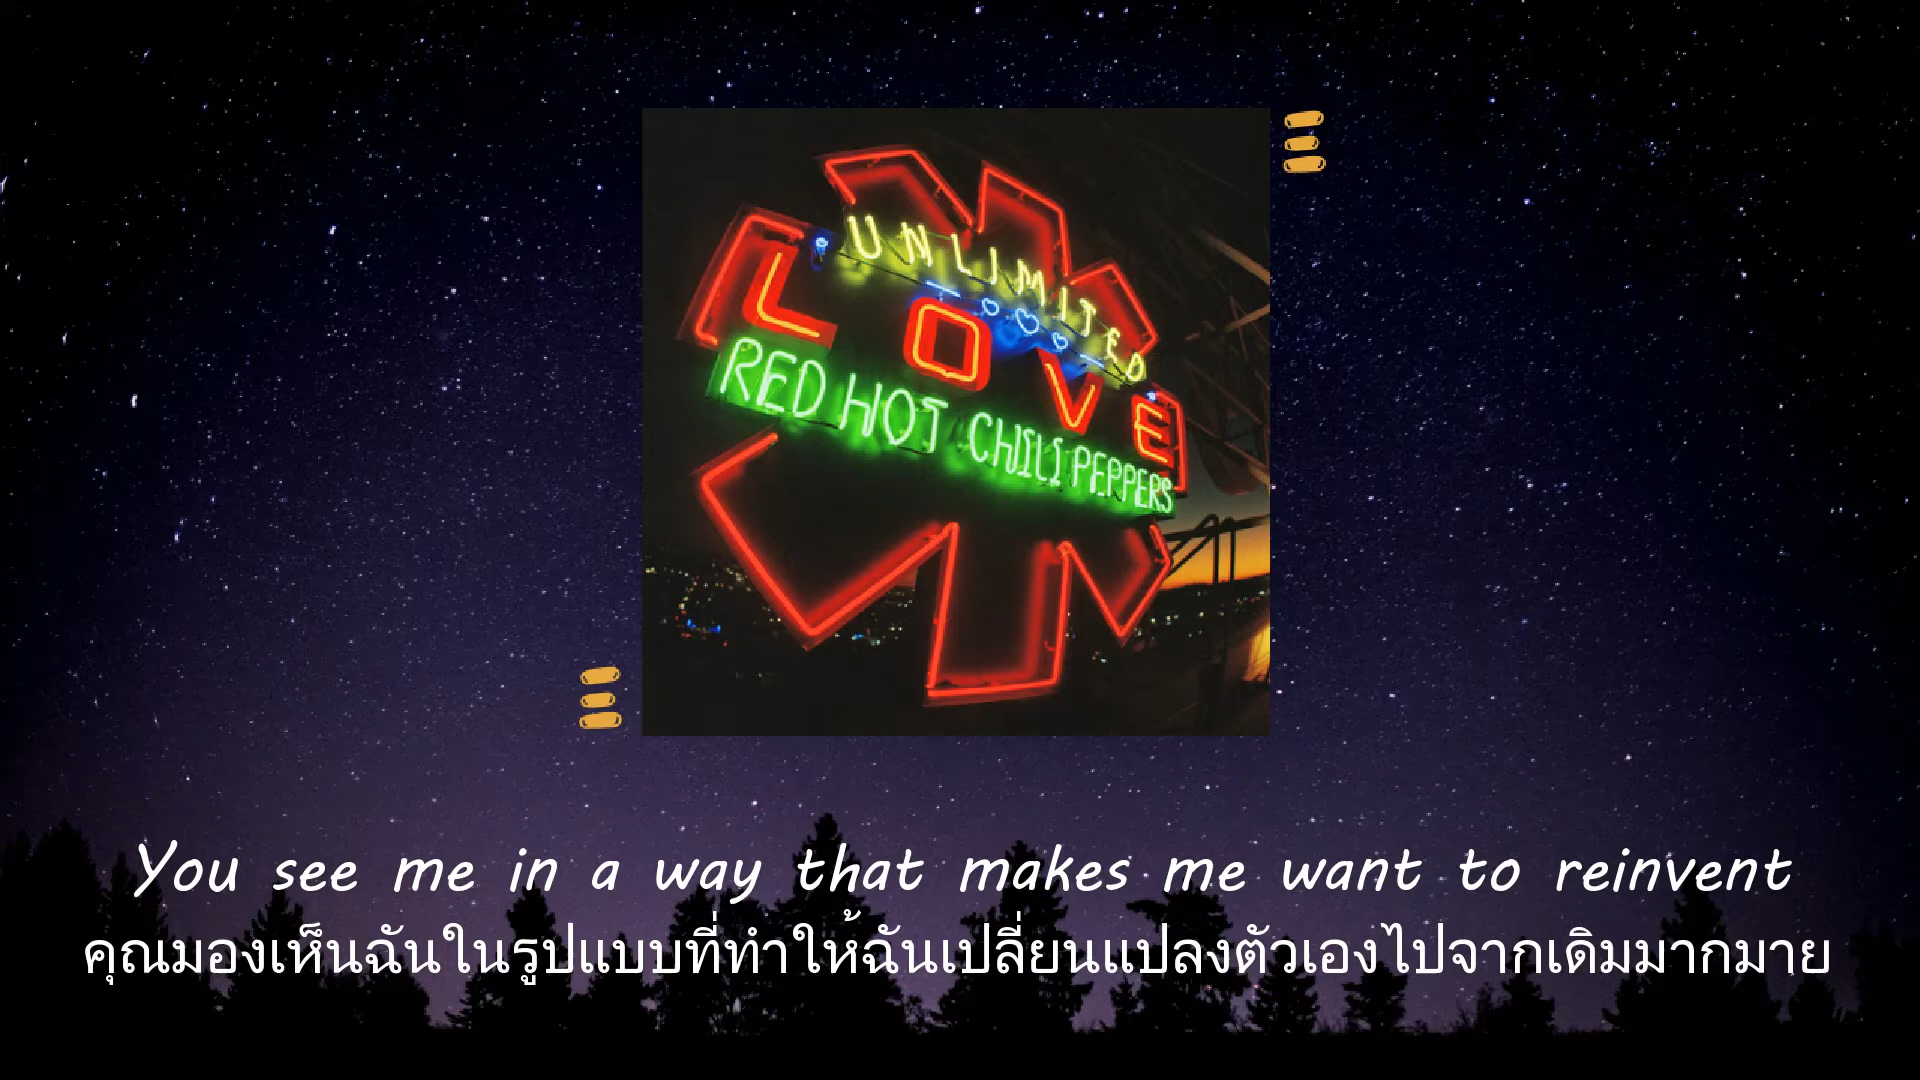 UNLIMITED
LOVE
RED HOT CHILI PEPPERS
You see me in a way that makes me want to reinvent
คุณมองเห็นฉันในรูปแบบที่ทำให้ฉันเปลี่ยนแปลงตัวเองไปจากเดิมมากมาย